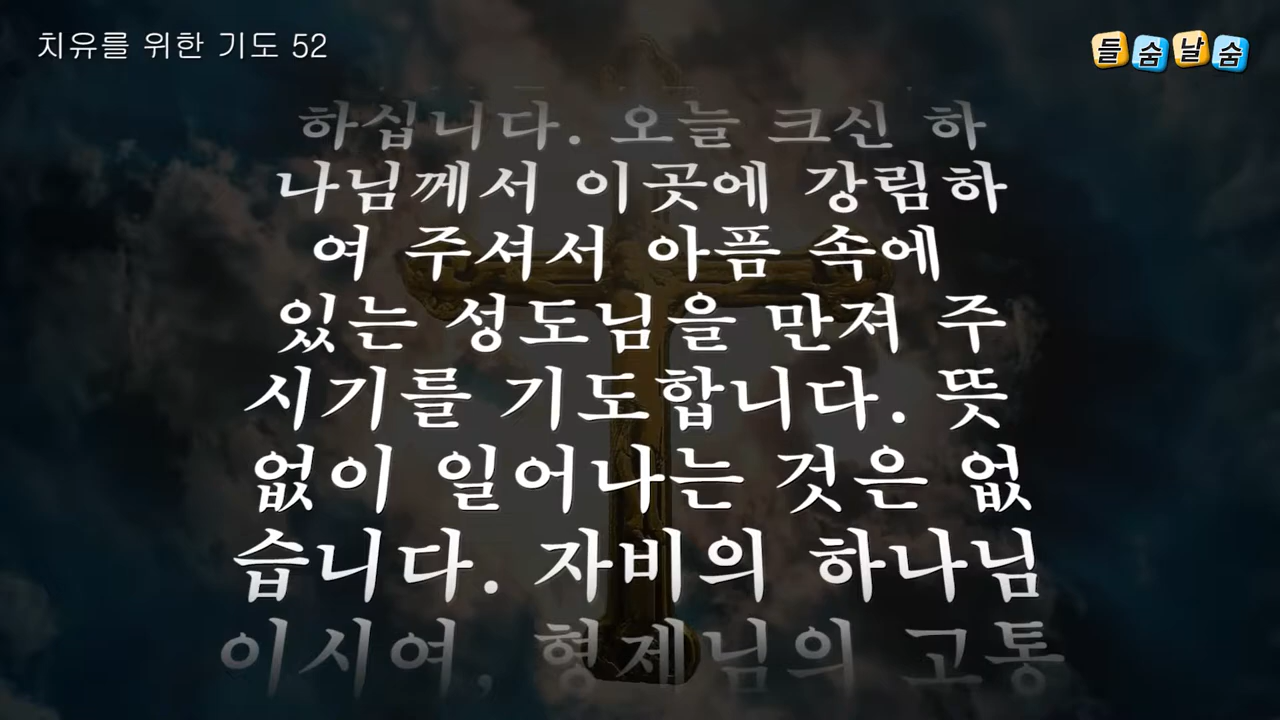 치유를 위한 기도 52
들숨날숨
하십니다. 오늘 크신 하
나님께서 이곳에 강림하
여 주셔서 아픔 속에
있는 성도님을 만져 주
시기를 기도합니다. 뜻
없이 일어나는 것은 없
습니다. 자비의 하나님
이시여, 형제님의 고통